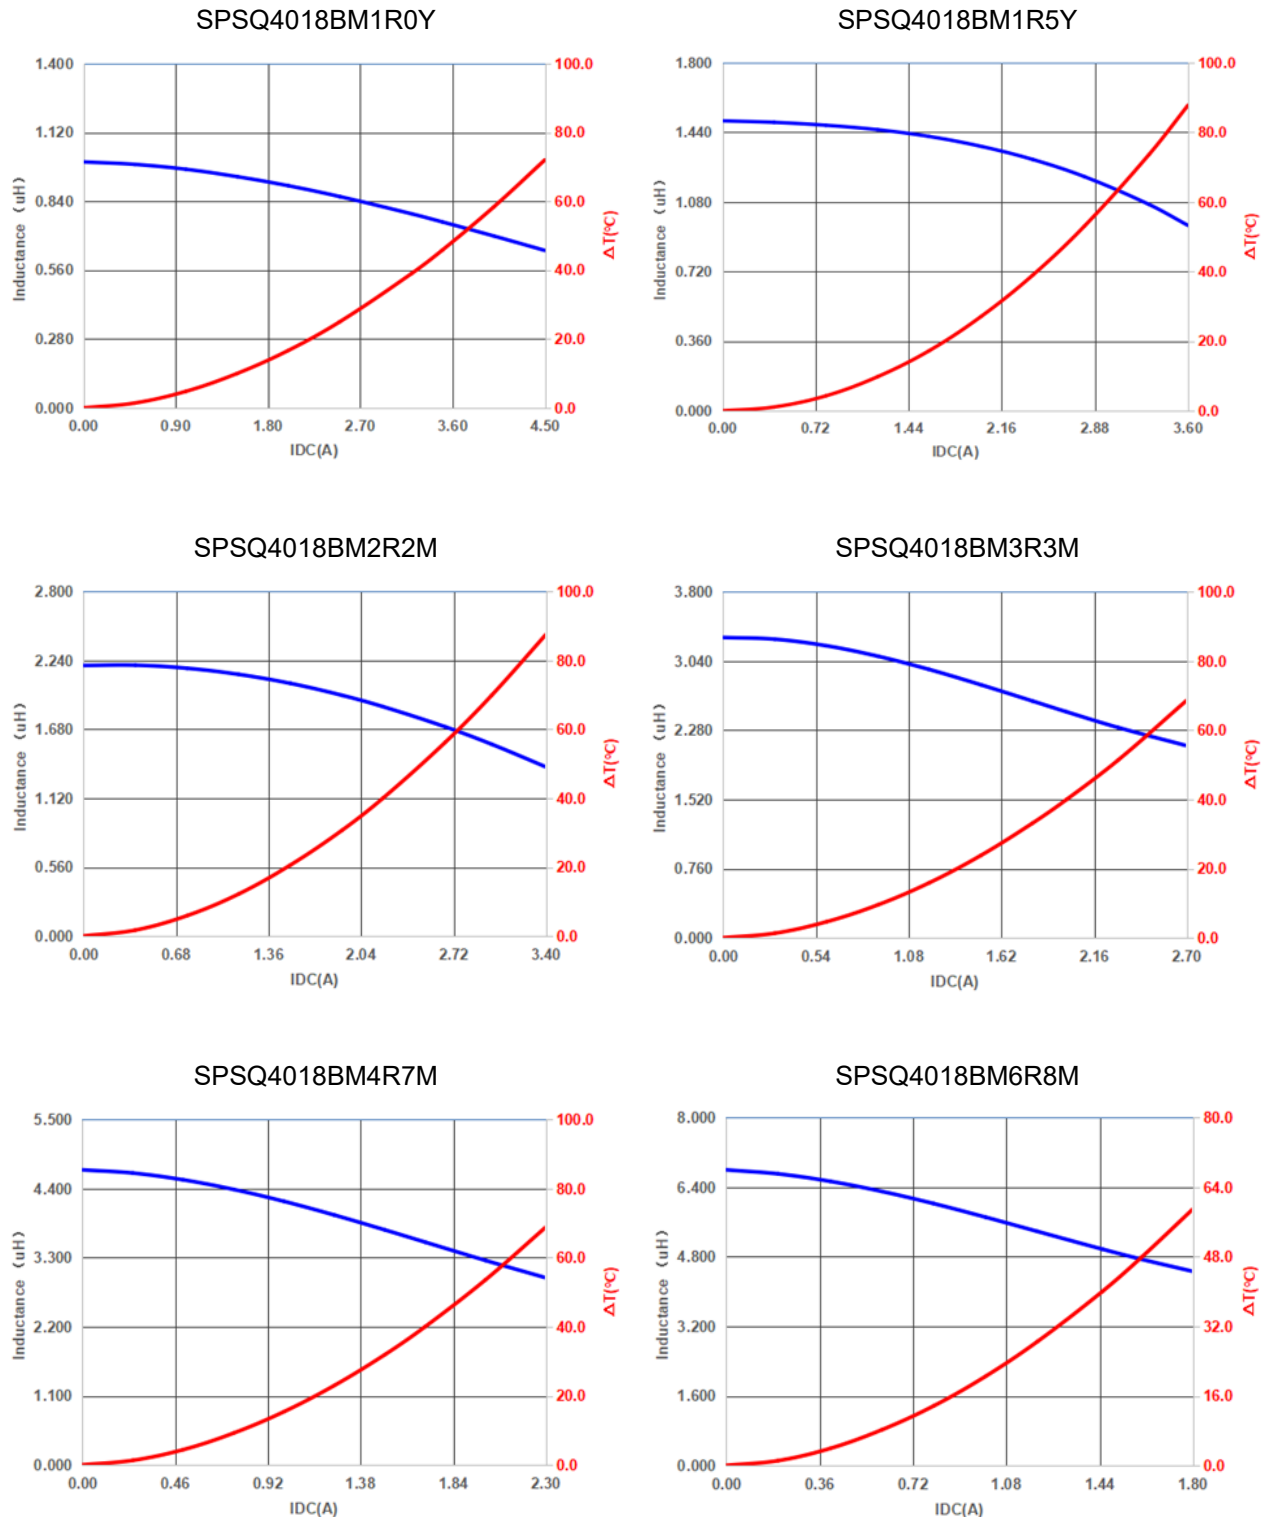 SPSQ4018BM1R0Y
1.400
1.120
0.840
0.560
0.280
0.000
Inductance (uH)
100.0
80.0
60.0
40.0
20.0
0.0
ΔT(℃)
0.00 0.90 1.80 2.70 3.60 4.50
IDC(A)
SPSQ4018BM1R5Y
1.800
1.440
1.080
0.720
0.360
0.000
Inductance (uH)
100.0
80.0
60.0
40.0
20.0
0.0
ΔT(℃)
0.00 0.72 1.44 2.16 2.88 3.60
IDC(A)
SPSQ4018BM2R2M
2.800
2.240
1.680
1.120
0.560
0.000
Inductance (uH)
100.0
80.0
60.0
40.0
20.0
0.0
ΔT(℃)
0.00 0.68 1.36 2.04 2.72 3.40
IDC(A)
SPSQ4018BM3R3M
3.800
3.040
2.280
1.520
0.760
0.000
Inductance (uH)
100.0
80.0
60.0
40.0
20.0
0.0
ΔT(℃)
0.00 0.54 1.08 1.62 2.16 2.70
IDC(A)
SPSQ4018BM4R7M
5.500
4.400
3.300
2.200
1.100
0.000
Inductance (uH)
100.0
80.0
60.0
40.0
20.0
0.0
ΔT(℃)
0.00 0.46 0.92 1.38 1.84 2.30
IDC(A)
SPSQ4018BM6R8M
8.000
6.400
4.800
3.200
1.600
0.000
Inductance (uH)
80.0
64.0
48.0
32.0
16.0
0.0
ΔT(℃)
0.00 0.36 0.72 1.08 1.44 1.80
IDC(A)